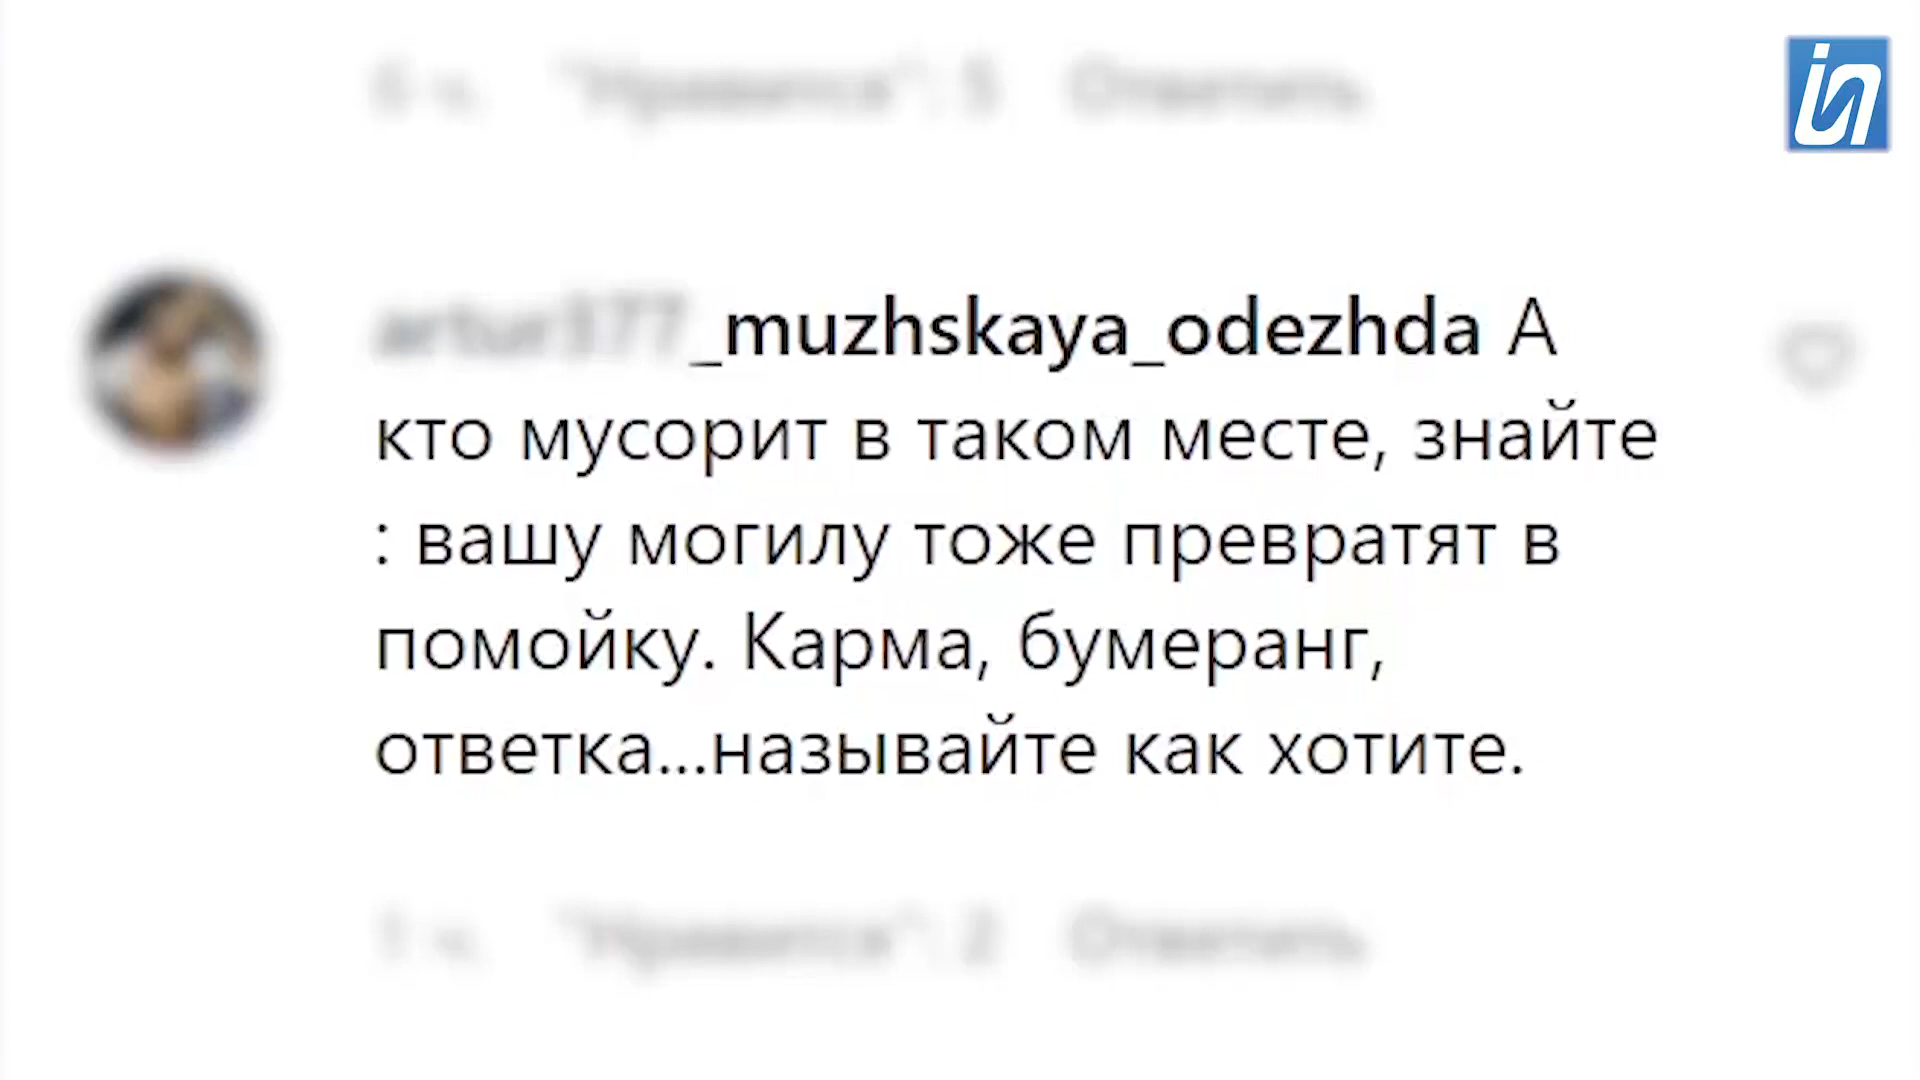 _muzhskaya_odezhda А
кто мусорит в таком месте, знайте
: вашу могилу тоже превратят в
помойку. Карма, бумеранг,
ответка...называйте как хотите.